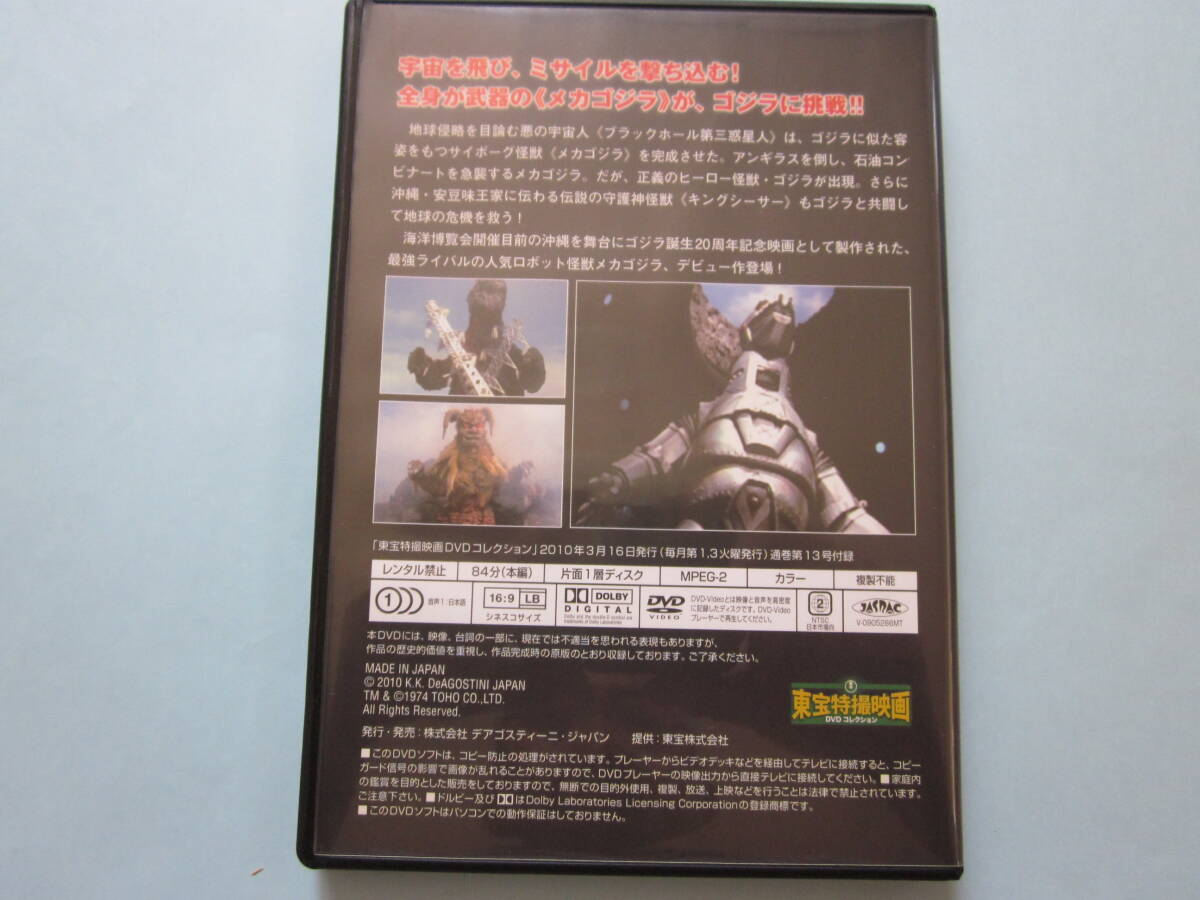 宇宙を飛び、ミサイルを撃ち込む!
全身が武器の《メカゴジラ》が、ゴジラに挑戦!!
地球侵略を目論む悪の宇宙人《ブラックホール第三惑星人》は、ゴジラに似た容
姿をもつサイボーグ怪獣《メカゴジラ》を完成させた。アンギラスを倒し、石油コン
ビナートを急襲するメカゴジラ。だが、正義のヒーロー怪獣・ゴジラが出現。さらに
沖縄・安豆味王家に伝わる伝説の守護神怪獣《キングシーサー》もゴジラと共闘し
て地球の危機を救う!
海洋博覧会開催目前の沖縄を舞台にゴジラ誕生20周年記念映画として製作された、
最強ライバルの人気ロボット怪獣メカゴジラ、デビュー作登場!
「東宝特撮映画DVDコレクション」2010年3月16日発行(毎月第1,3火曜発行)通巻第13号付録
レンタル禁止 84分(本編) 片面1層ディスク MPEG-2 カラー 複製不能
1 音声1:日本語
16:9 LB
シネスコサイズ
DOLBY
DIGITAL
Dolby and the double-D symbol are
trademarks of Dolby Laboratories
DVD
VIDEO
DVD-Videoとは映像と音声を高密度
に記録したディスクです。DVD-Video
プレーヤーで再生してください。
2
NTSC
日本市場向
JASRAC
V-0905286MT
本DVDには、映像、台詞の一部に、現在では不適当を思われる表現もありますが、
作品の歴史的価値を重視し、作品完成時の原版のとおり収録しております。ご了承ください。
MADE IN JAPAN
© 2010 K.K. DeAGOSTINI JAPAN
TM & ©1974 TOHO CO.,LTD.
All Rights Reserved.
東宝特撮映画
DVD コレクション
発行・発売:株式会社 デアゴスティーニ・ジャパン 提供:東宝株式会社
■このDVDソフトは、コピー防止の処理がされています。プレーヤーからビデオデッキなどを経由してテレビに接続すると、コピー
ガード信号の影響で画像が乱れることがありますので、DVDプレーヤーの映像出力から直接テレビに接続してください。■家庭内
の鑑賞を目的とした販売をしておりますので、無断での目的外使用、複製、放送、上映などを行うことは法律で禁止されています。
ご注意下さい。■ドルビー及びはDolby Laboratories Licensing Corporationの登録商標です。
■このDVDソフトはパソコンでの動作保証はしておりません。